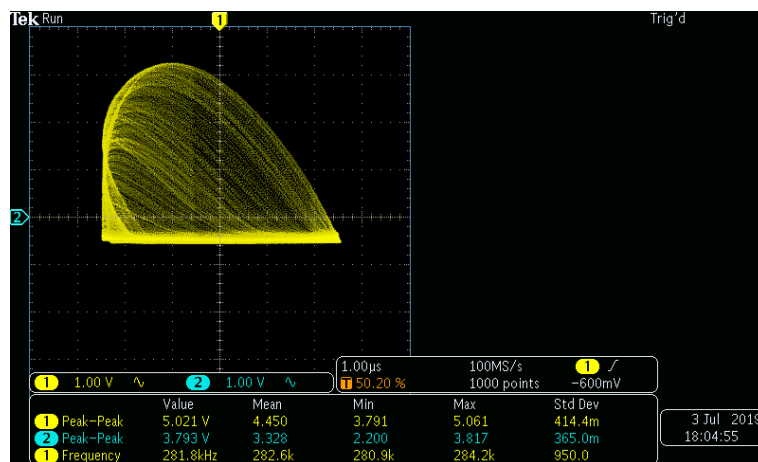 Tek Run Trig'd
1
2
1 1.00 V 2 1.00 V
1.00µs 100MS/s 1
T 50.20 % 1000 points -600mV
Value Mean Min Max Std Dev
1 Peak-Peak 5.021 V 4.450 3.791 5.061 414.4m
2 Peak-Peak 3.793 V 3.328 2.200 3.817 365.0m
1 Frequency 281.8kHz 282.6k 280.9k 284.2k 950.0
3 Jul 2019
18:04:55